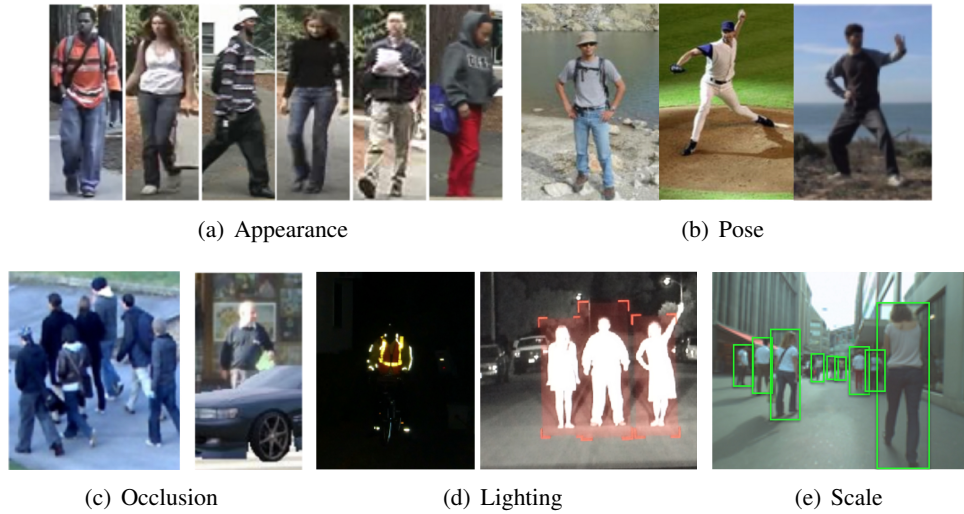 (a) Appearance
(b) Pose
(c) Occlusion
(d) Lighting
(e) Scale